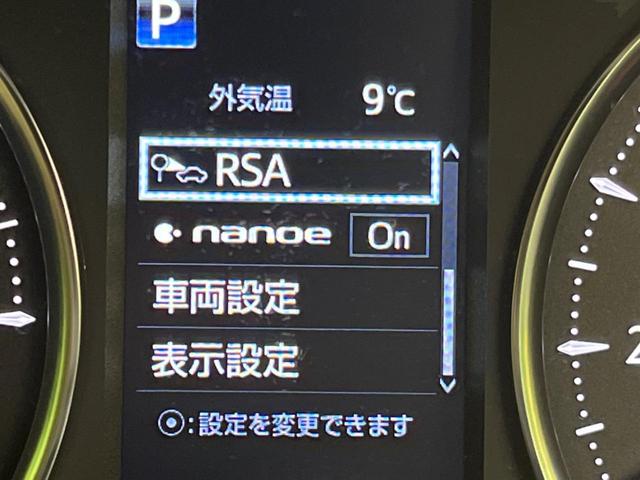 P
外気温 9℃
RSA
nanoe On
車両設定
表示設定
◉:設定を変更できます
2